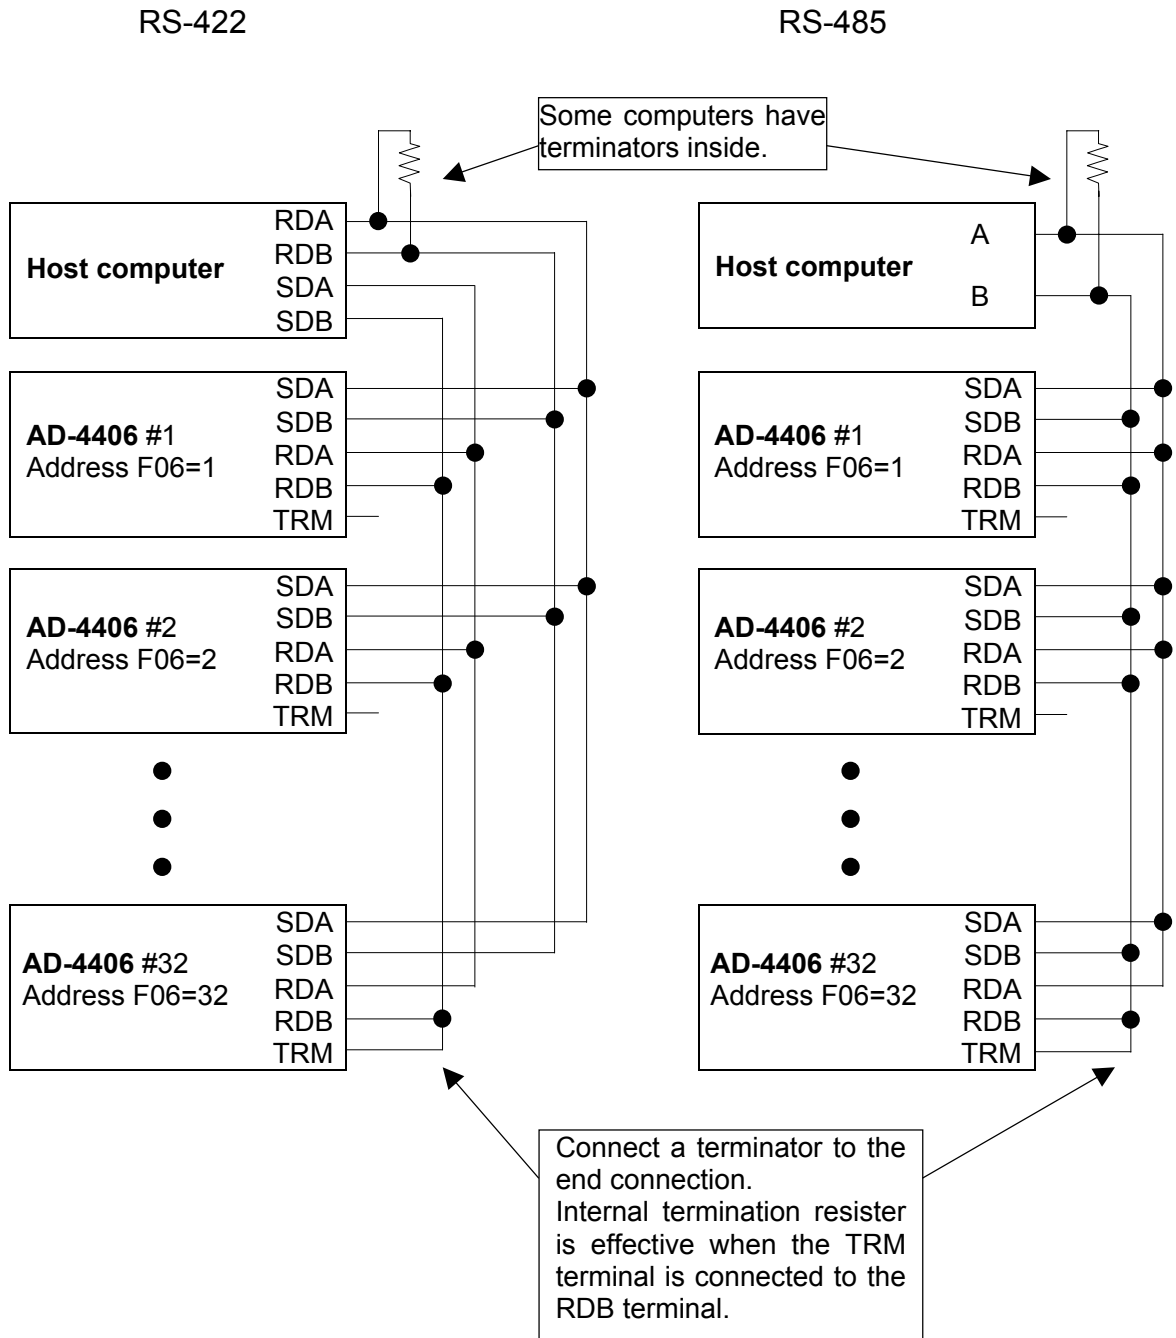 RS-422
RS-485
Some computers have
terminators inside.
Host computer
RDA
RDB
SDA
SDB
Host computer
A
B
AD-4406 #1
Address F06=1
SDA
SDB
RDA
RDB
TRM
AD-4406 #1
Address F06=1
SDA
SDB
RDA
RDB
TRM
AD-4406 #2
Address F06=2
SDA
SDB
RDA
RDB
TRM
AD-4406 #2
Address F06=2
SDA
SDB
RDA
RDB
TRM
AD-4406 #32
Address F06=32
SDA
SDB
RDA
RDB
TRM
AD-4406 #32
Address F06=32
SDA
SDB
RDA
RDB
TRM
Connect a terminator to the
end connection.
Internal termination resister
is effective when the TRM
terminal is connected to the
RDB terminal.